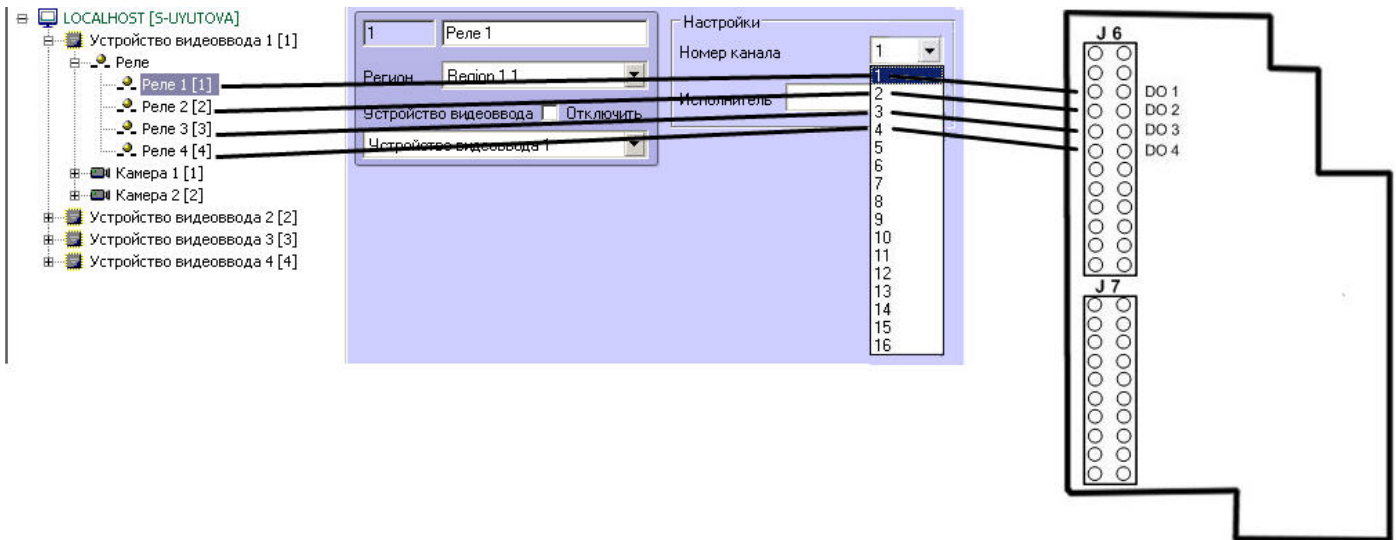 LOCALHOST [S-UYUTOVA]
Устройство видеоввода 1 [1]
Реле
Реле 1 [1]
Реле 2 [2]
Реле 3 [3]
Реле 4 [4]
Камера 1 [1]
Камера 2 [2]
Устройство видеоввода 2 [2]
Устройство видеоввода 3 [3]
Устройство видеоввода 4 [4]
1
Реле 1
Регион
Region 1.1
Устройство видеоввода
Отключить
Устройство видеоввода 1
Настройки
Номер канала
1
Исполнитель
1
2
3
4
5
6
7
8
9
10
11
12
13
14
15
16
J 6
DO 1
DO 2
DO 3
DO 4
J 7